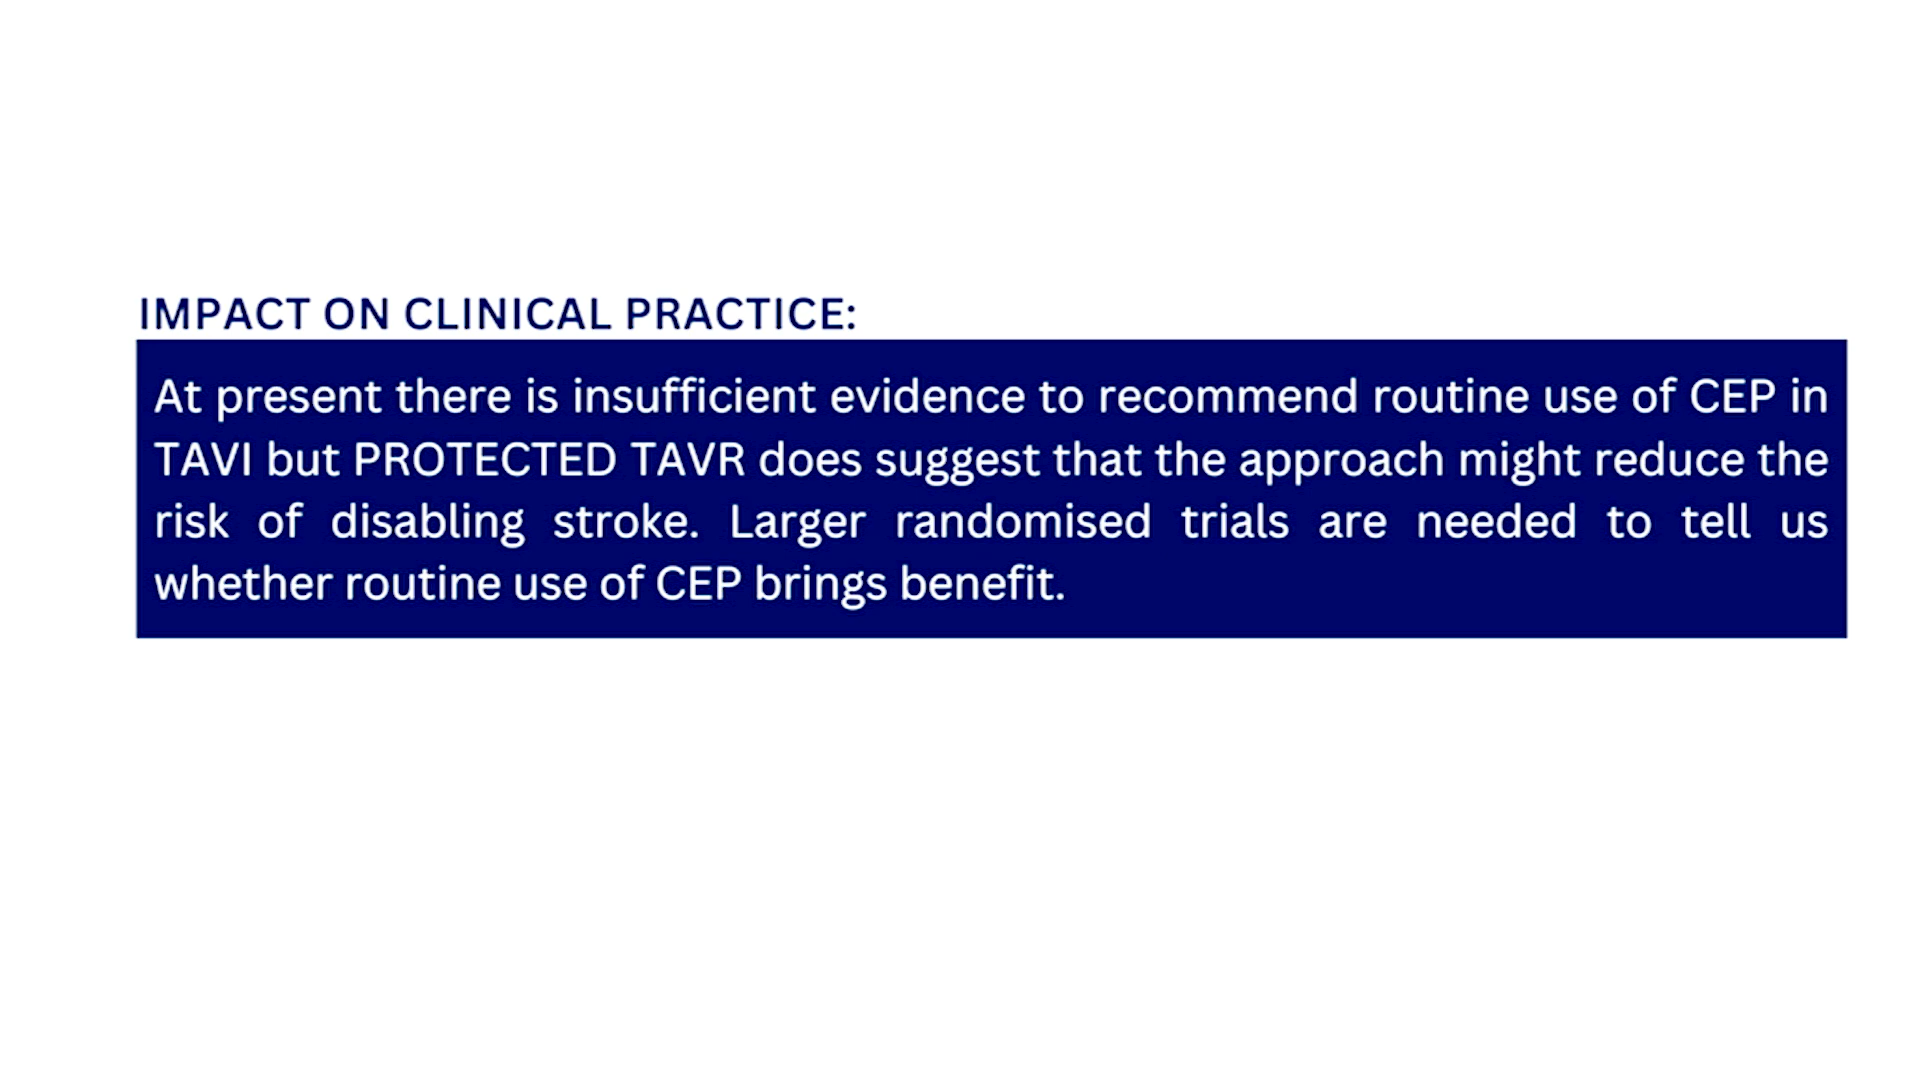 IMPACT ON CLINICAL PRACTICE:
At present there is insufficient evidence to recommend routine use of CEP in
TAVI but PROTECTED TAVR does suggest that the approach might reduce the
risk of disabling stroke. Larger randomised trials are needed to tell us
whether routine use of CEP brings benefit.